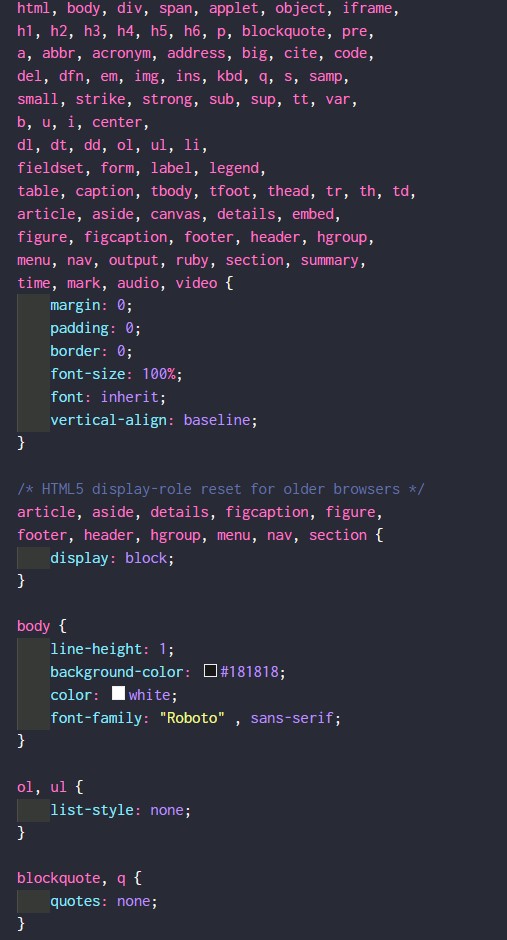 html, body, div, span, applet, object, iframe,
h1, h2, h3, h4, h5, h6, p, blockquote, pre,
a, abbr, acronym, address, big, cite, code,
del, dfn, em, img, ins, kbd, q, s, samp,
small, strike, strong, sub, sup, tt, var,
b, u, i, center,
dl, dt, dd, ol, ul, li,
fieldset, form, label, legend,
table, caption, tbody, tfoot, thead, tr, th, td,
article, aside, canvas, details, embed,
figure, figcaption, footer, header, hgroup,
menu, nav, output, ruby, section, summary,
time, mark, audio, video {
    margin: 0;
    padding: 0;
    border: 0;
    font-size: 100%;
    font: inherit;
    vertical-align: baseline;
}

/* HTML5 display-role reset for older browsers */
article, aside, details, figcaption, figure,
footer, header, hgroup, menu, nav, section {
    display: block;
}

body {
    line-height: 1;
    background-color: #181818;
    color: white;
    font-family: "Roboto" , sans-serif;
}

ol, ul {
    list-style: none;
}

blockquote, q {
    quotes: none;
}